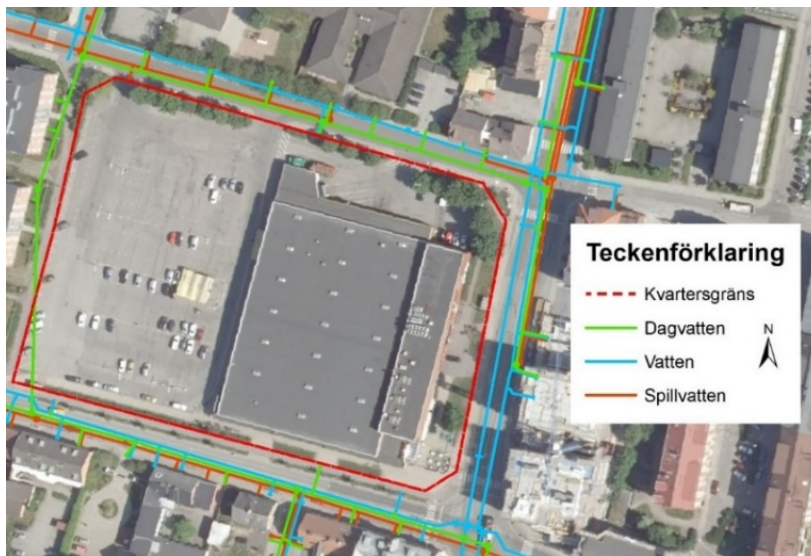 Teckenförklaring
Kvartersgräns
Dagvatten
Vatten
Spillvatten
N